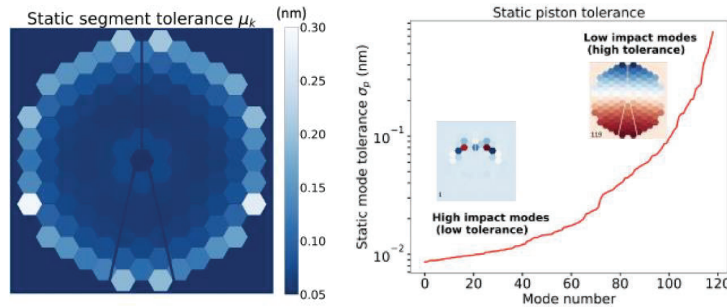 Static segment tolerance μk (nm)
0.30
0.25
0.20
0.15
0.10
0.05
Static piston tolerance
Static mode tolerance σp (nm)
10⁻¹
10⁻²
Low impact modes
(high tolerance)
119
1
High impact modes
(low tolerance)
0 20 40 60 80 100 120
Mode number